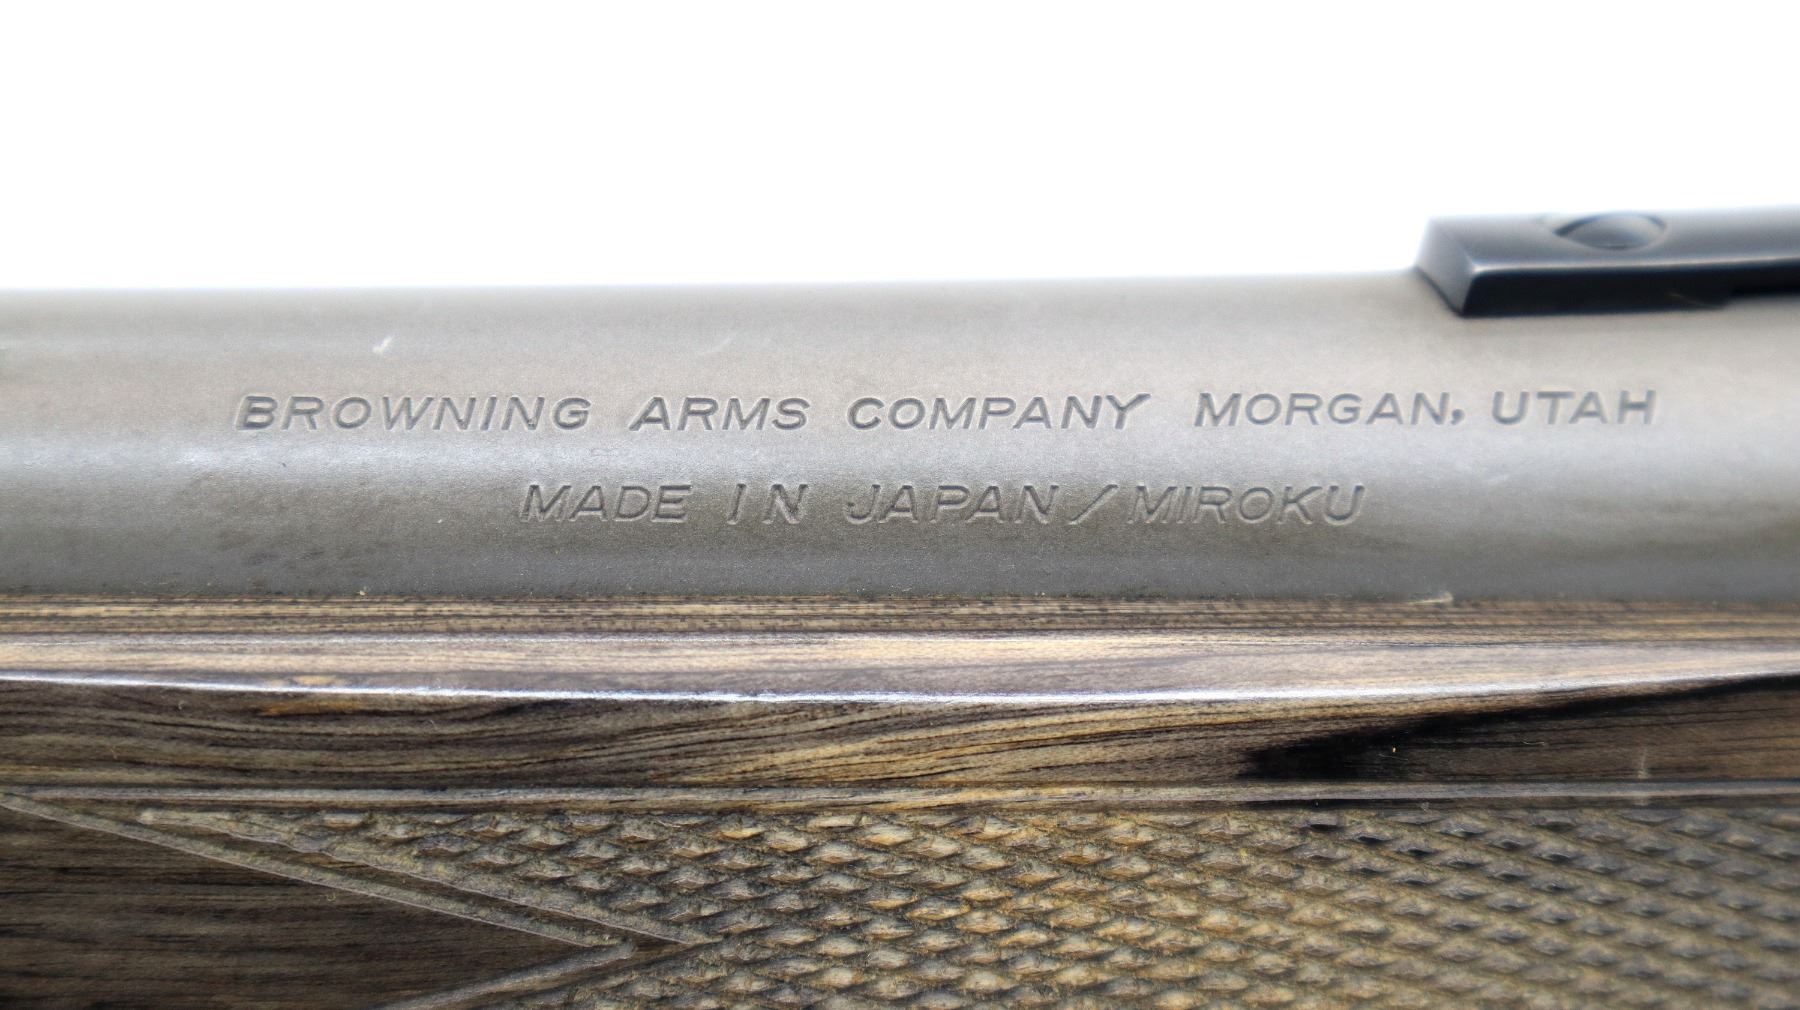 BROWNING ARMS COMPANY MORGAN, UTAH
MADE IN JAPAN/MIROKU